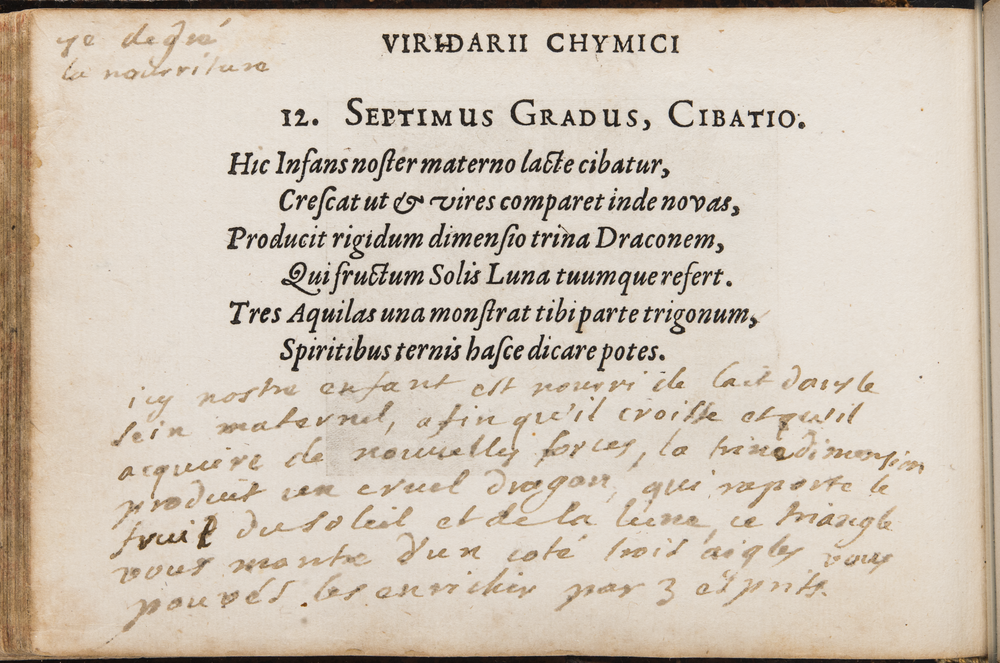 7e degré
la nourriture
VIRIDARII CHYMICI
12. SEPTIMUS GRADUS, CIBATIO.
Hic Infans noſter materno lacte cibatur,
Creſcat ut & vires comparet inde novas,
Producit rigidum dimenſio trina Draconem,
Qui fructum Solis Luna tuumque refert.
Tres Aquilas una monſtrat tibi parte trigonum,
Spiritibus ternis haſce dicare potes.
icy nostre enfant est nourri de lait dans le
sein maternel, afin qu'il croisse et qu'il
acquiere de nouvelles forces, la trine dimension
produit un cruel dragon, qui raporte le
fruit du soleil et de la lune, ce triangle
vous montre d'un coté trois aigles vous
pouvés les enrichir par 3 esprits.